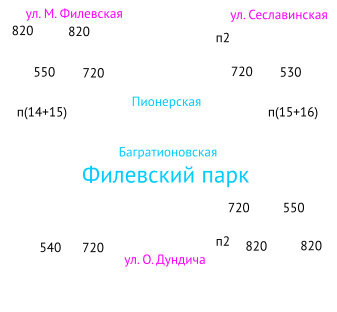 ул. М. Филевская
ул. Сеславинская
820 820
п2
550 720
720 530
Пионерская
п(14+15)
п(15+16)
Багратионовская
Филевский парк
720 550
540 720
п2 820 820
ул. О. Дундича